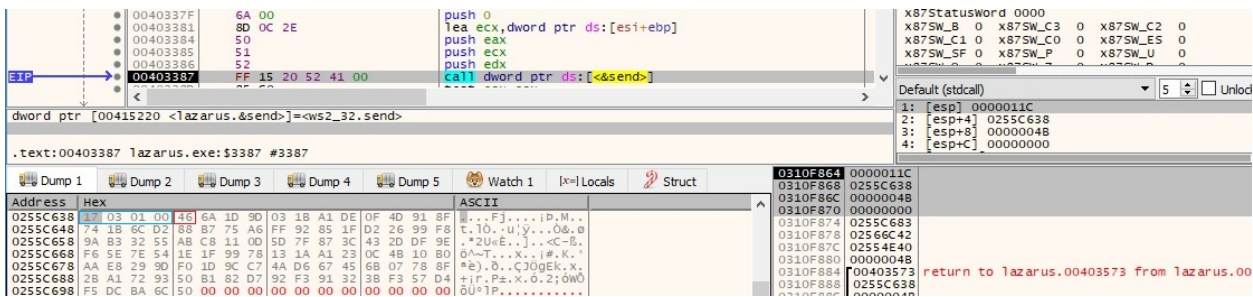 0040337F 6A 00 push 0
00403381 8D 0C 2E lea ecx,dword ptr ds:[esi+ebp]
00403384 50 push eax
00403385 51 push ecx
00403386 52 push edx
EIP 00403387 FF 15 20 52 41 00 call dword ptr ds:[<&send>]
dword ptr [00415220 <lazarus.&send>]=<ws2_32.send>
.text:00403387 lazarus.exe:$3387 #3387
x87StatusWord 0000
x87SW_B 0 x87SW_C3 0 x87SW_C2 0
x87SW_C1 0 x87SW_C0 0 x87SW_ES 0
x87SW_SF 0 x87SW_P 0 x87SW_U 0
Default (stdcall) 5 Unlock
1: [esp] 0000011C
2: [esp+4] 0255C638
3: [esp+8] 0000004B
4: [esp+C] 00000000
Dump 1 Dump 2 Dump 3 Dump 4 Dump 5 Watch 1 [x=] Locals Struct
Address Hex ASCII
0255C638 17 03 01 00 46 6A 1D 9D 03 1B A1 DE 0F 4D 91 8F ....Fj....¡Þ.M..
0255C648 74 1B 6C D2 88 B7 75 A6 FF 92 85 1F D2 26 99 F8 t.lÒ.·u¦ÿ...Ò&.ø
0255C658 9A B3 32 55 AB C8 11 0D 5D 7F 87 3C 43 2D DF 9E .³2U«È..]..<C-ß.
0255C668 F6 5E 7E 54 1E 1F 99 78 13 1A A1 23 0C 4B 10 B0 ö^~T...x..¡#.K.°
0255C678 AA E8 29 9D F0 1D 9C C7 4A D6 67 45 6B 07 78 8F ªè).ð..ÇJÖgEk.x.
0255C688 2B A1 72 93 50 B1 82 D7 92 F3 91 32 3B F3 57 D4 +¡r.P±.×.ó.2;óWÔ
0255C698 F5 DC BA 6C 50 00 00 00 00 00 00 00 00 00 00 00 õÜºlP...........
0310F864 0000011C
0310F868 0255C638
0310F86C 0000004B
0310F870 00000000
0310F874 0255C683
0310F878 02566C42
0310F87C 02554E40
0310F880 0000004B
0310F884 00403573 return to lazarus.00403573 from lazarus.00
0310F888 0255C638